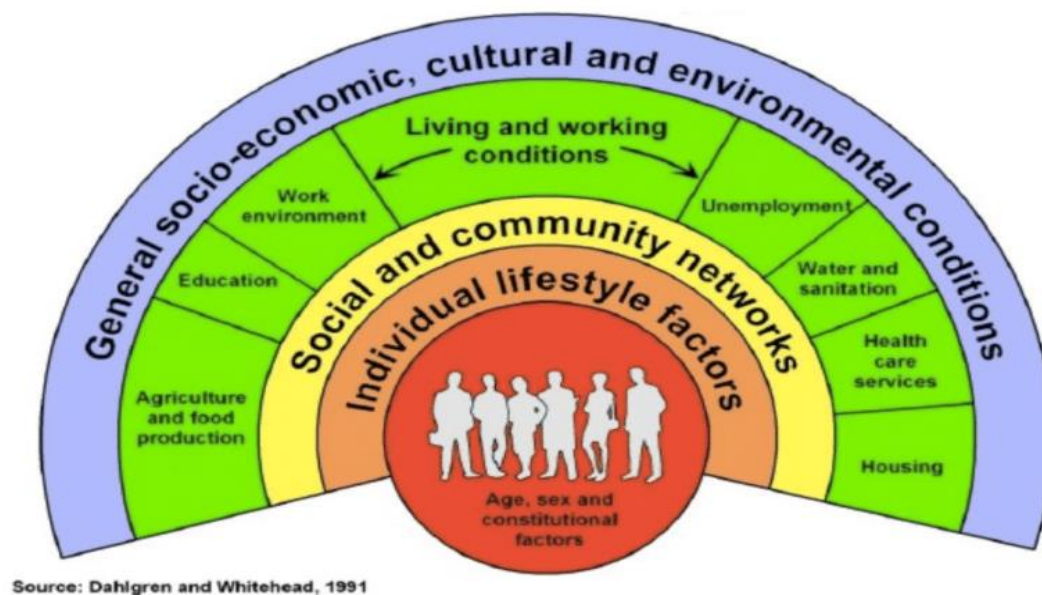 General socio-economic, cultural and environmental conditions
Living and working
conditions
Work
environment
Unemployment
Education
Water and
sanitation
Agriculture
and food
production
Health
care
services
Housing
Social and community networks
Individual lifestyle factors
Age, sex and
constitutional
factors
Source: Dahlgren and Whitehead, 1991